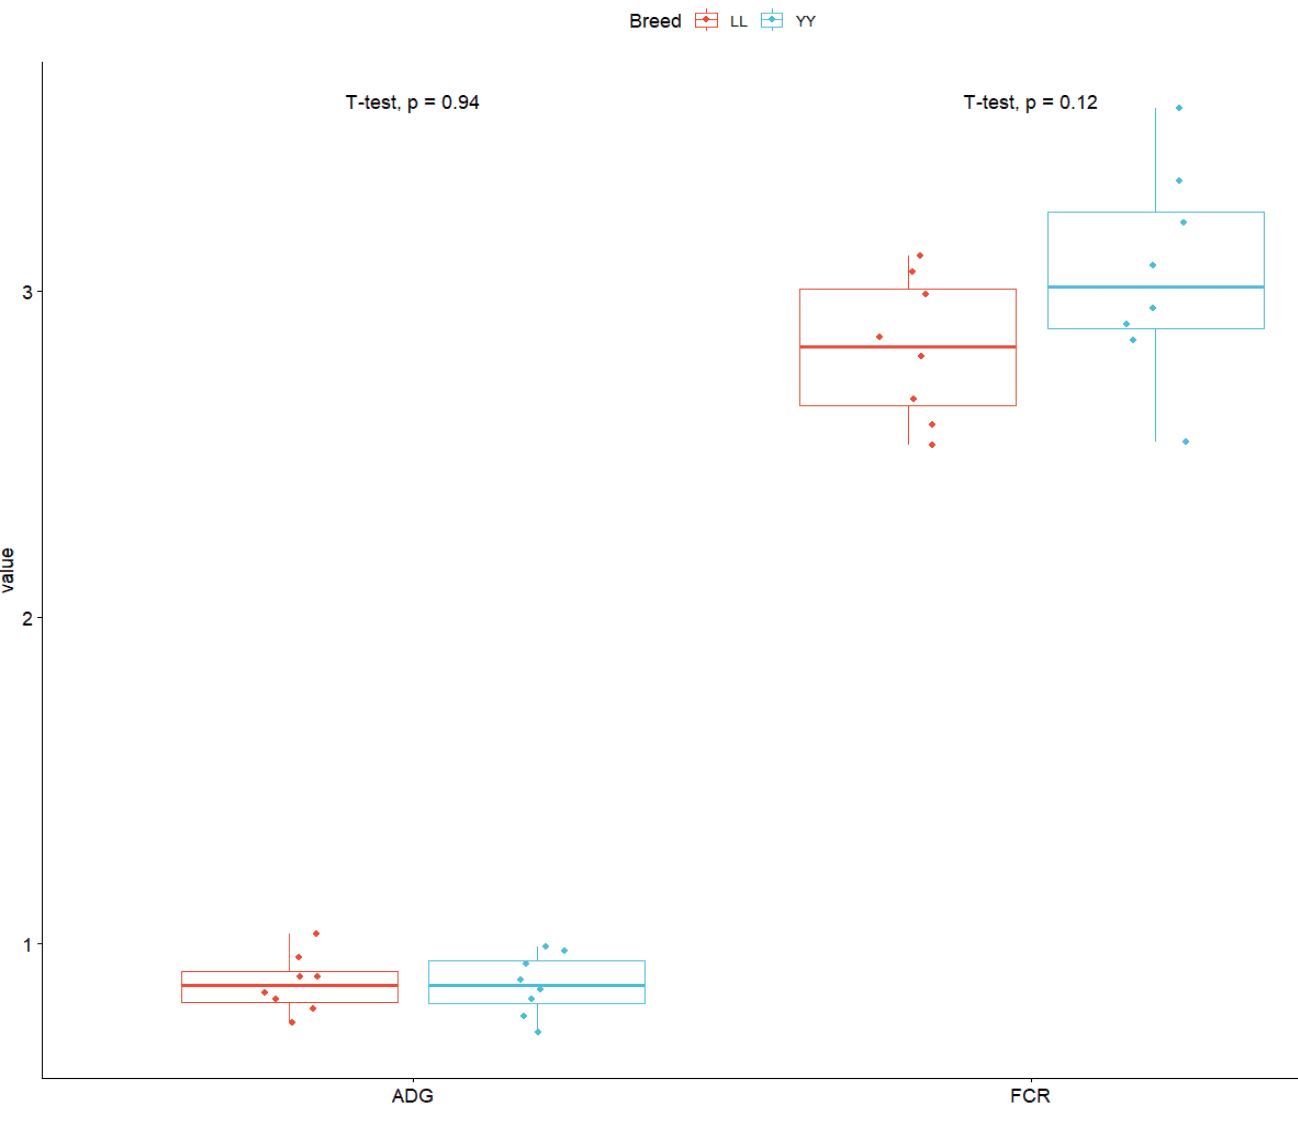 Breed LL YY
T-test, p = 0.94
T-test, p = 0.12
3
2
1
value
ADG
FCR